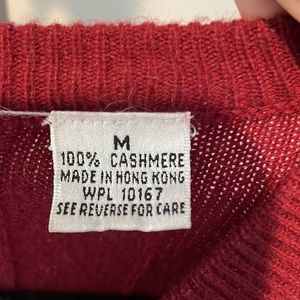 M
100% CASHMERE
MADE IN HONG KONG
WPL 10167
SEE REVERSE FOR CARE